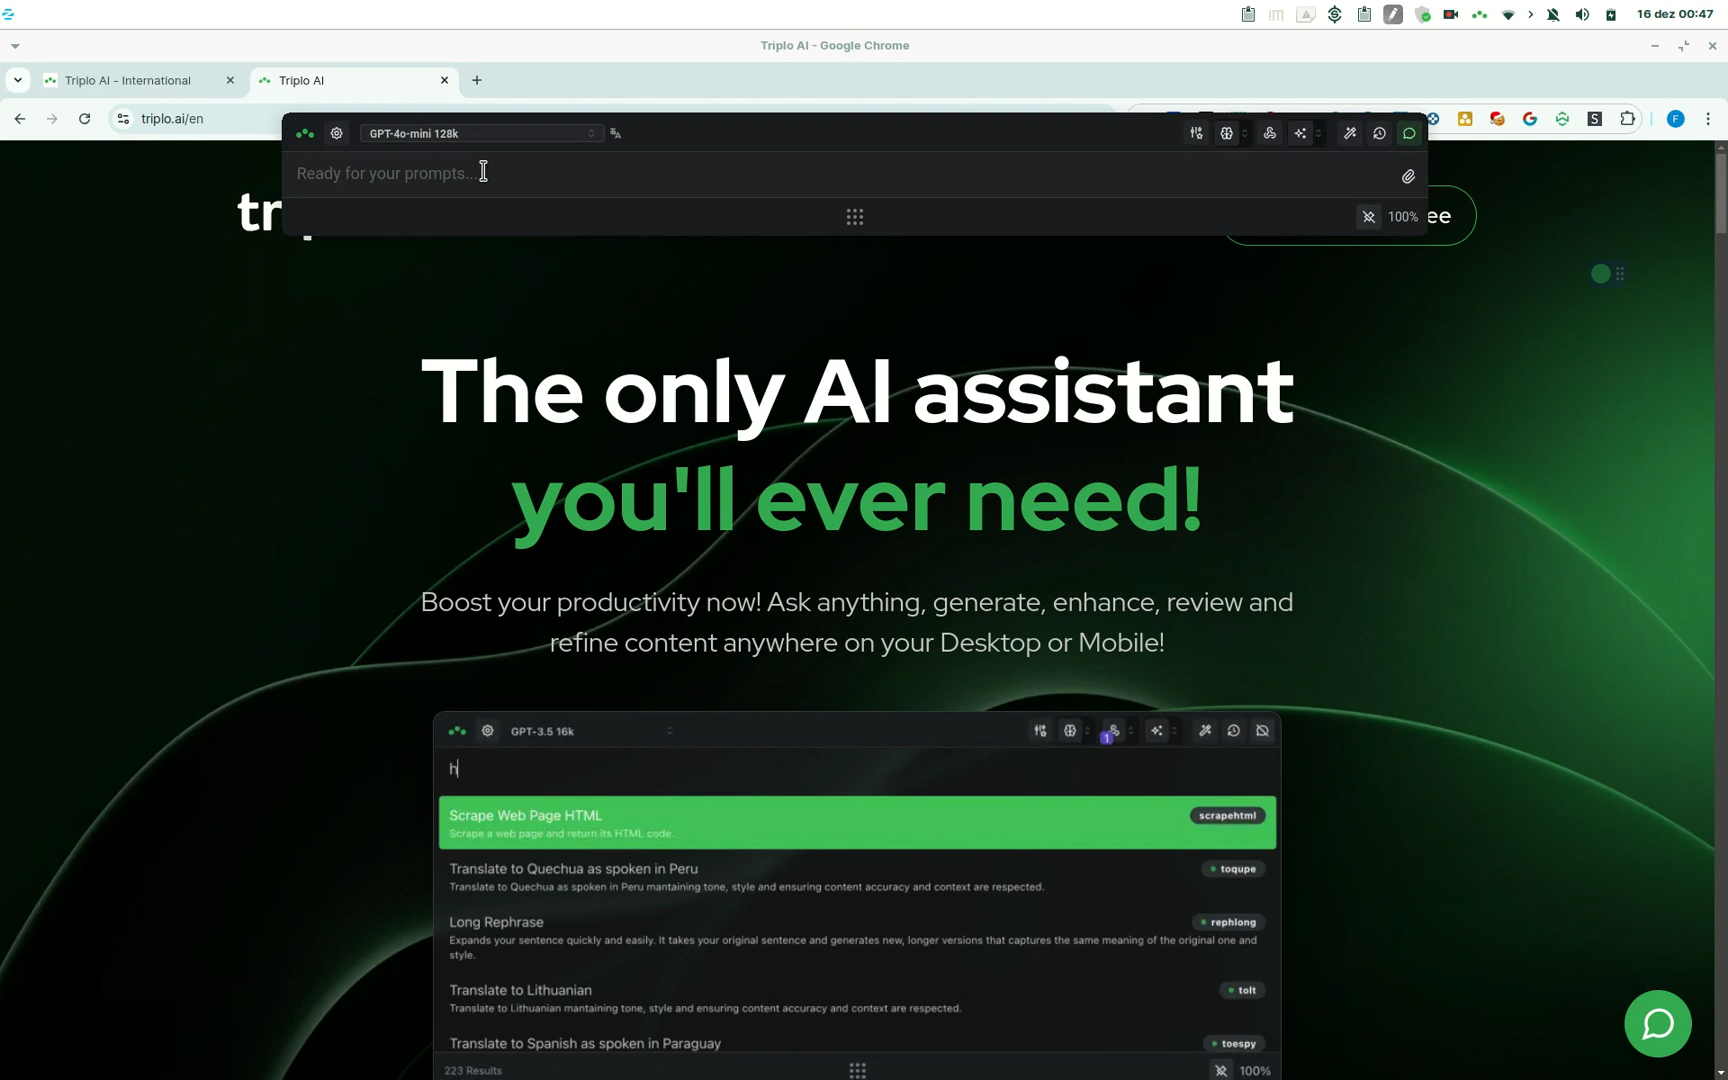 16 dez 00:47
Triplo AI - Google Chrome
Triplo AI - International
Triplo AI
triplo.ai/en
F
S
GPT-4o-mini 128k
Ready for your prompts...
100%
tr
ee
The only AI assistant
you'll ever need!
Boost your productivity now! Ask anything, generate, enhance, review and
refine content anywhere on your Desktop or Mobile!
GPT-3.5 16k
1
h
Scrape Web Page HTML
scrapehtml
Scrape a web page and return its HTML code.
Translate to Quechua as spoken in Peru
toqupe
Translate to Quechua as spoken in Peru mantaining tone, style and ensuring content accuracy and context are respected.
Long Rephrase
rephlong
Expands your sentence quickly and easily. It takes your original sentence and generates new, longer versions that captures the same meaning of the original one and
style.
Translate to Lithuanian
tolt
Translate to Lithuanian mantaining tone, style and ensuring content accuracy and context are respected.
Translate to Spanish as spoken in Paraguay
toespy
223 Results
100%